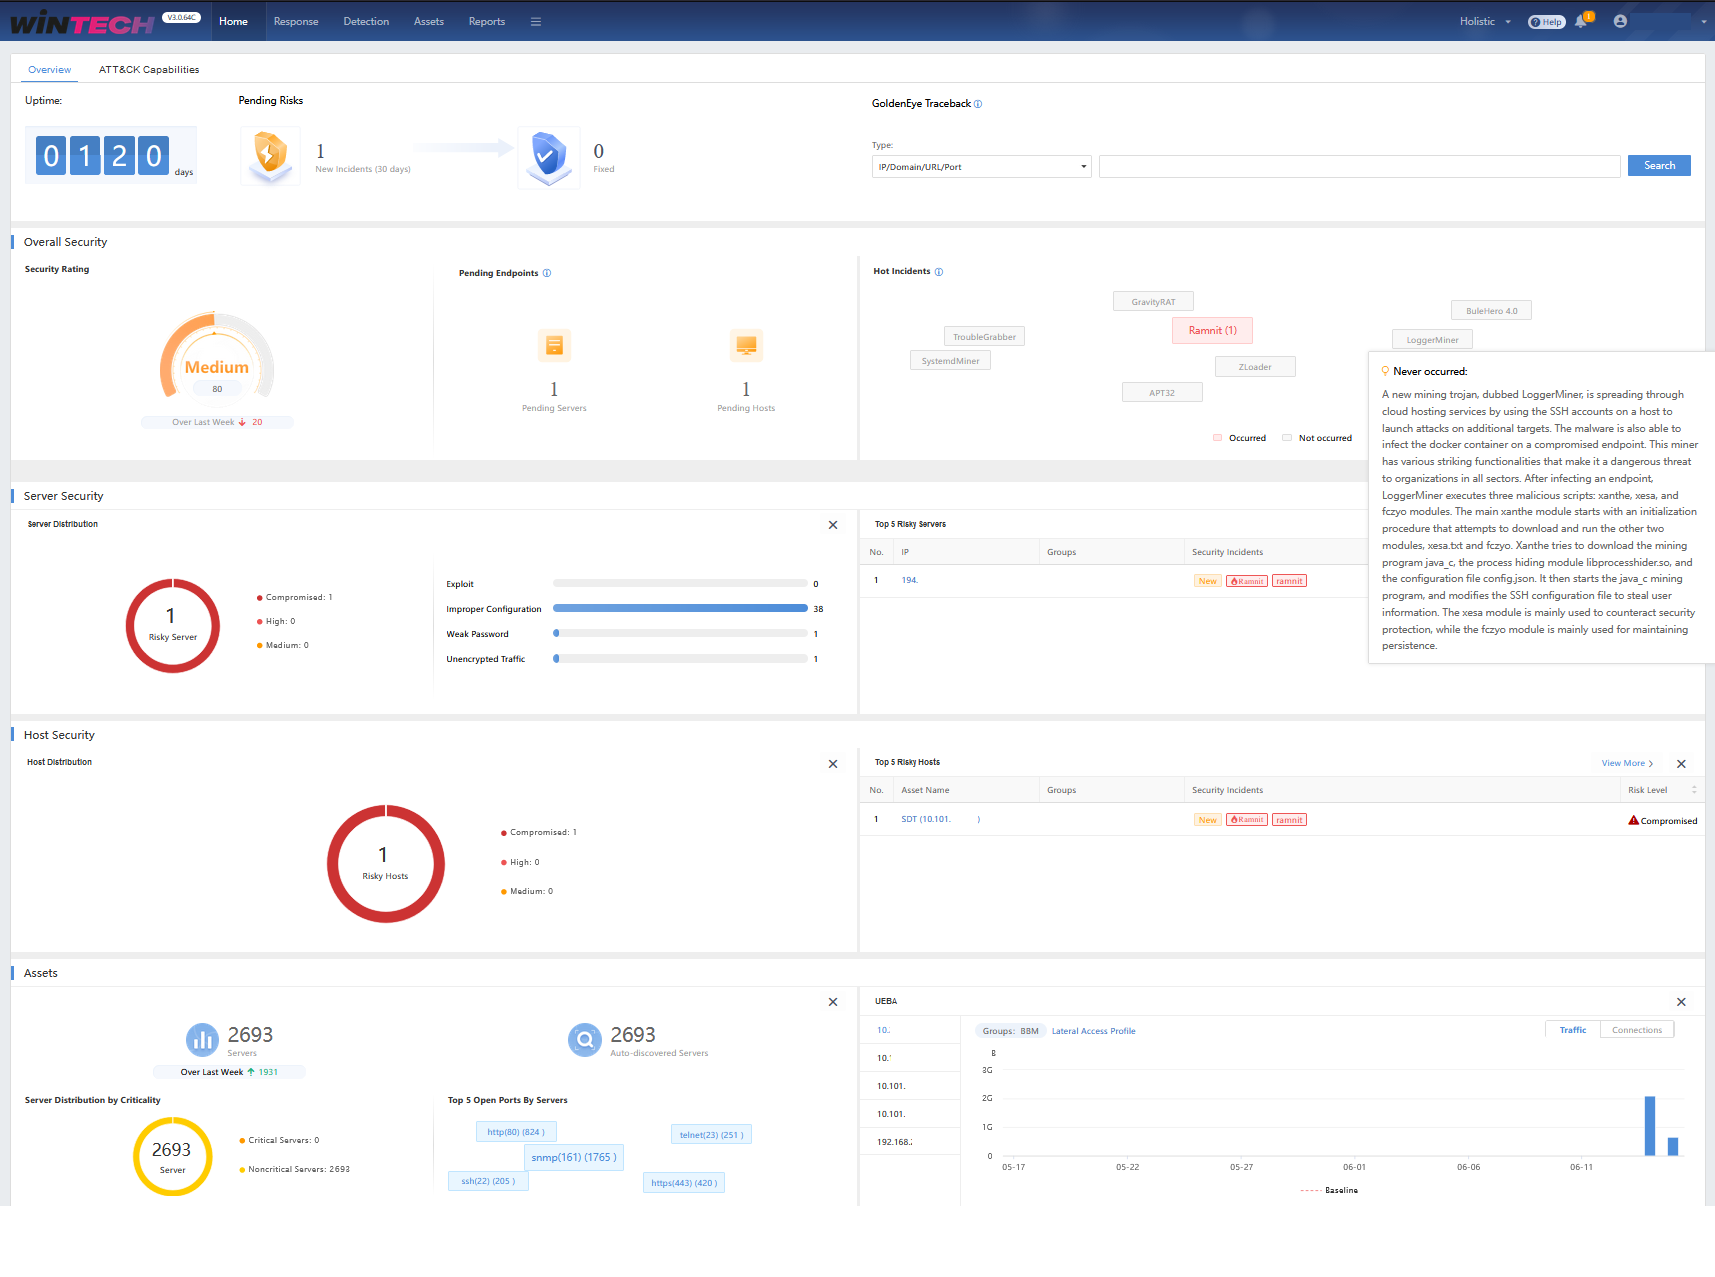 WiNTECH V3.0.64C Home Response Detection Assets Reports Holistic Help 1
Overview ATT&CK Capabilities
Uptime:
0 1 2 0 days
Pending Risks
1
New Incidents (30 days)
0
Fixed
GoldenEye Traceback
Type:
IP/Domain/URL/Port
Search
Overall Security
Security Rating
Medium
80
Over Last Week 20
Pending Endpoints
1
Pending Servers
1
Pending Hosts
Hot Incidents
GravityRAT
BuleHero 4.0
Ramnit (1)
TroubleGrabber
LoggerMiner
SystemdMiner
ZLoader
APT32
Occurred Not occurred
Never occurred:
A new mining trojan, dubbed LoggerMiner, is spreading through
cloud hosting services by using the SSH accounts on a host to
launch attacks on additional targets. The malware is also able to
infect the docker container on a compromised endpoint. This miner
has various striking functionalities that make it a dangerous threat
to organizations in all sectors. After infecting an endpoint,
LoggerMiner executes three malicious scripts: xanthe, xesa, and
fczyo modules. The main xanthe module starts with an initialization
procedure that attempts to download and run the other two
modules, xesa.txt and fczyo. Xanthe tries to download the mining
program java_c, the process hiding module libprocesshider.so, and
the configuration file config.json. It then starts the java_c mining
program, and modifies the SSH configuration file to steal user
information. The xesa module is mainly used to counteract security
protection, while the fczyo module is mainly used for maintaining
persistence.
Server Security
Server Distribution
1
Risky Server
Compromised: 1
High: 0
Medium: 0
Exploit 0
Improper Configuration 38
Weak Password 1
Unencrypted Traffic 1
Top 5 Risky Servers
No. IP Groups Security Incidents
1 194. New Ramnit ramnit
Host Security
Host Distribution
1
Risky Hosts
Compromised: 1
High: 0
Medium: 0
Top 5 Risky Hosts View More
No. Asset Name Groups Security Incidents Risk Level
1 SDT (10.101. ) New Ramnit ramnit Compromised
Assets
2693
Servers
Over Last Week 1931
2693
Auto-discovered Servers
Server Distribution by Criticality
2693
Server
Critical Servers: 0
Noncritical Servers: 2693
Top 5 Open Ports By Servers
http(80) (824 )
telnet(23) (251 )
snmp(161) (1765 )
ssh(22) (205 )
https(443) (420 )
UEBA
10.
10.
10.101.
10.101.
192.168.
Groups: BBM Lateral Access Profile Traffic Connections
B
3G
2G
1G
0
05-17 05-22 05-27 06-01 06-06 06-11
Baseline